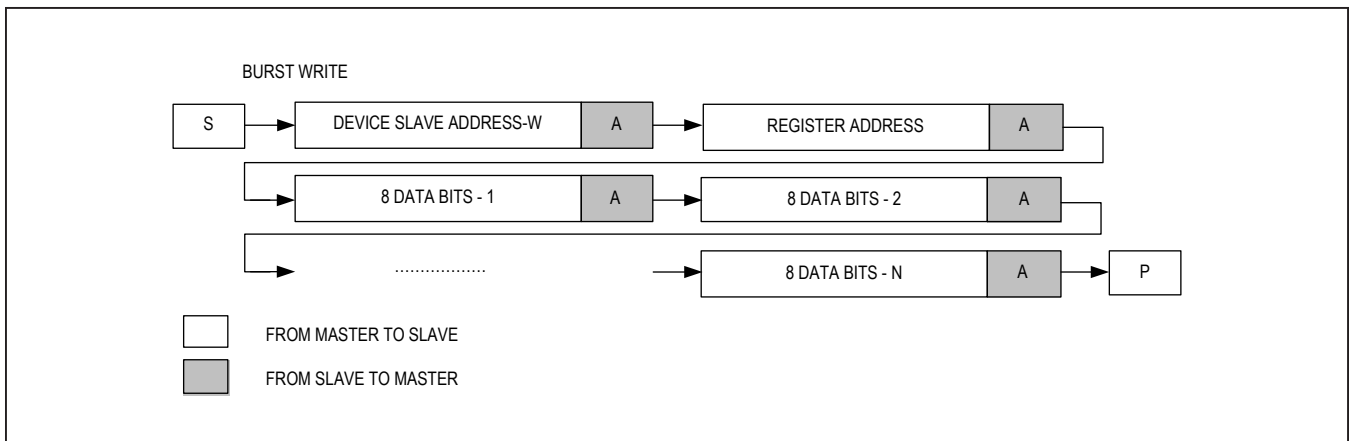 BURST WRITE
S DEVICE SLAVE ADDRESS-W A REGISTER ADDRESS A
8 DATA BITS - 1 A 8 DATA BITS - 2 A
.................. 8 DATA BITS - N A P
FROM MASTER TO SLAVE
FROM SLAVE TO MASTER